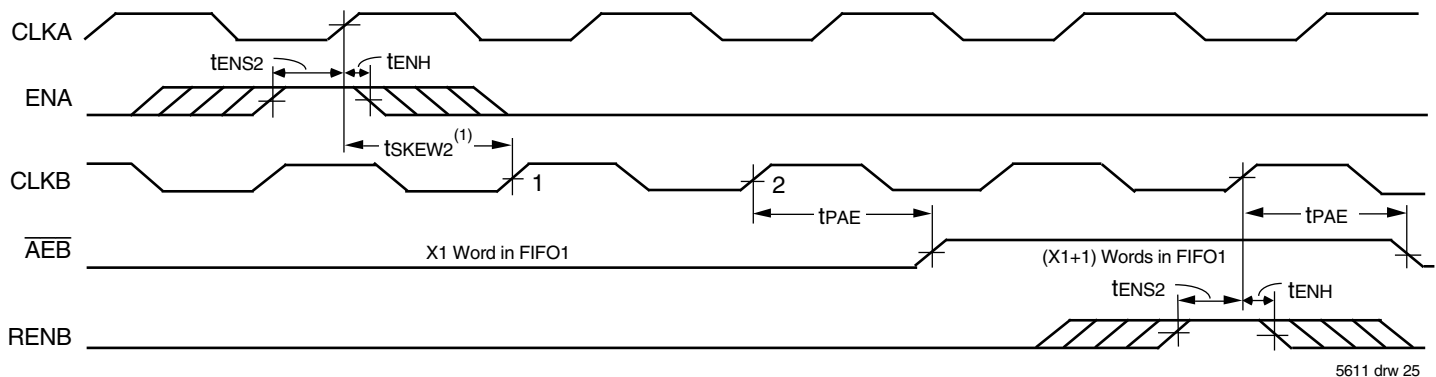 CLKA
tENS2 tENH
ENA
tSKEW2(1)
CLKB 1 2
tPAE tPAE
AEB X1 Word in FIFO1 (X1+1) Words in FIFO1
tENS2 tENH
RENB
5611 drw 25